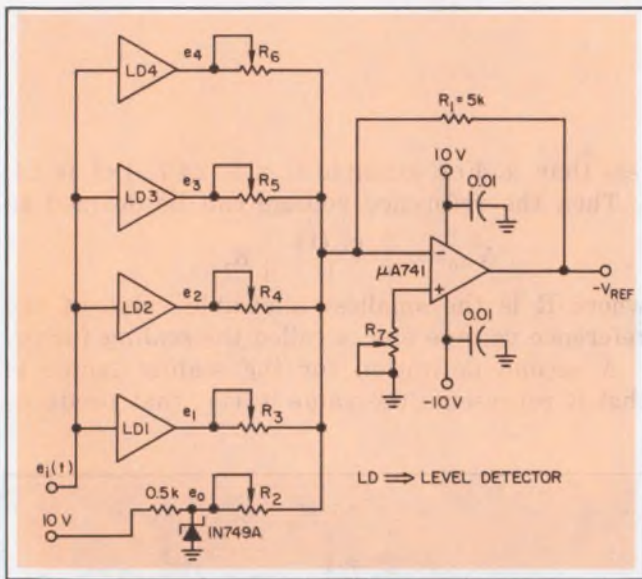 e4
R6
LD4
R1 = 5k
e3
R5
LD3
10 V
0.01
e2
R4
LD2
-
μA741
+
-VREF
R7
0.01
e1
R3
LD1
-10 V
ei(t)
0.5k
e0
R2
LD ⇒ LEVEL DETECTOR
10 V
IN749A